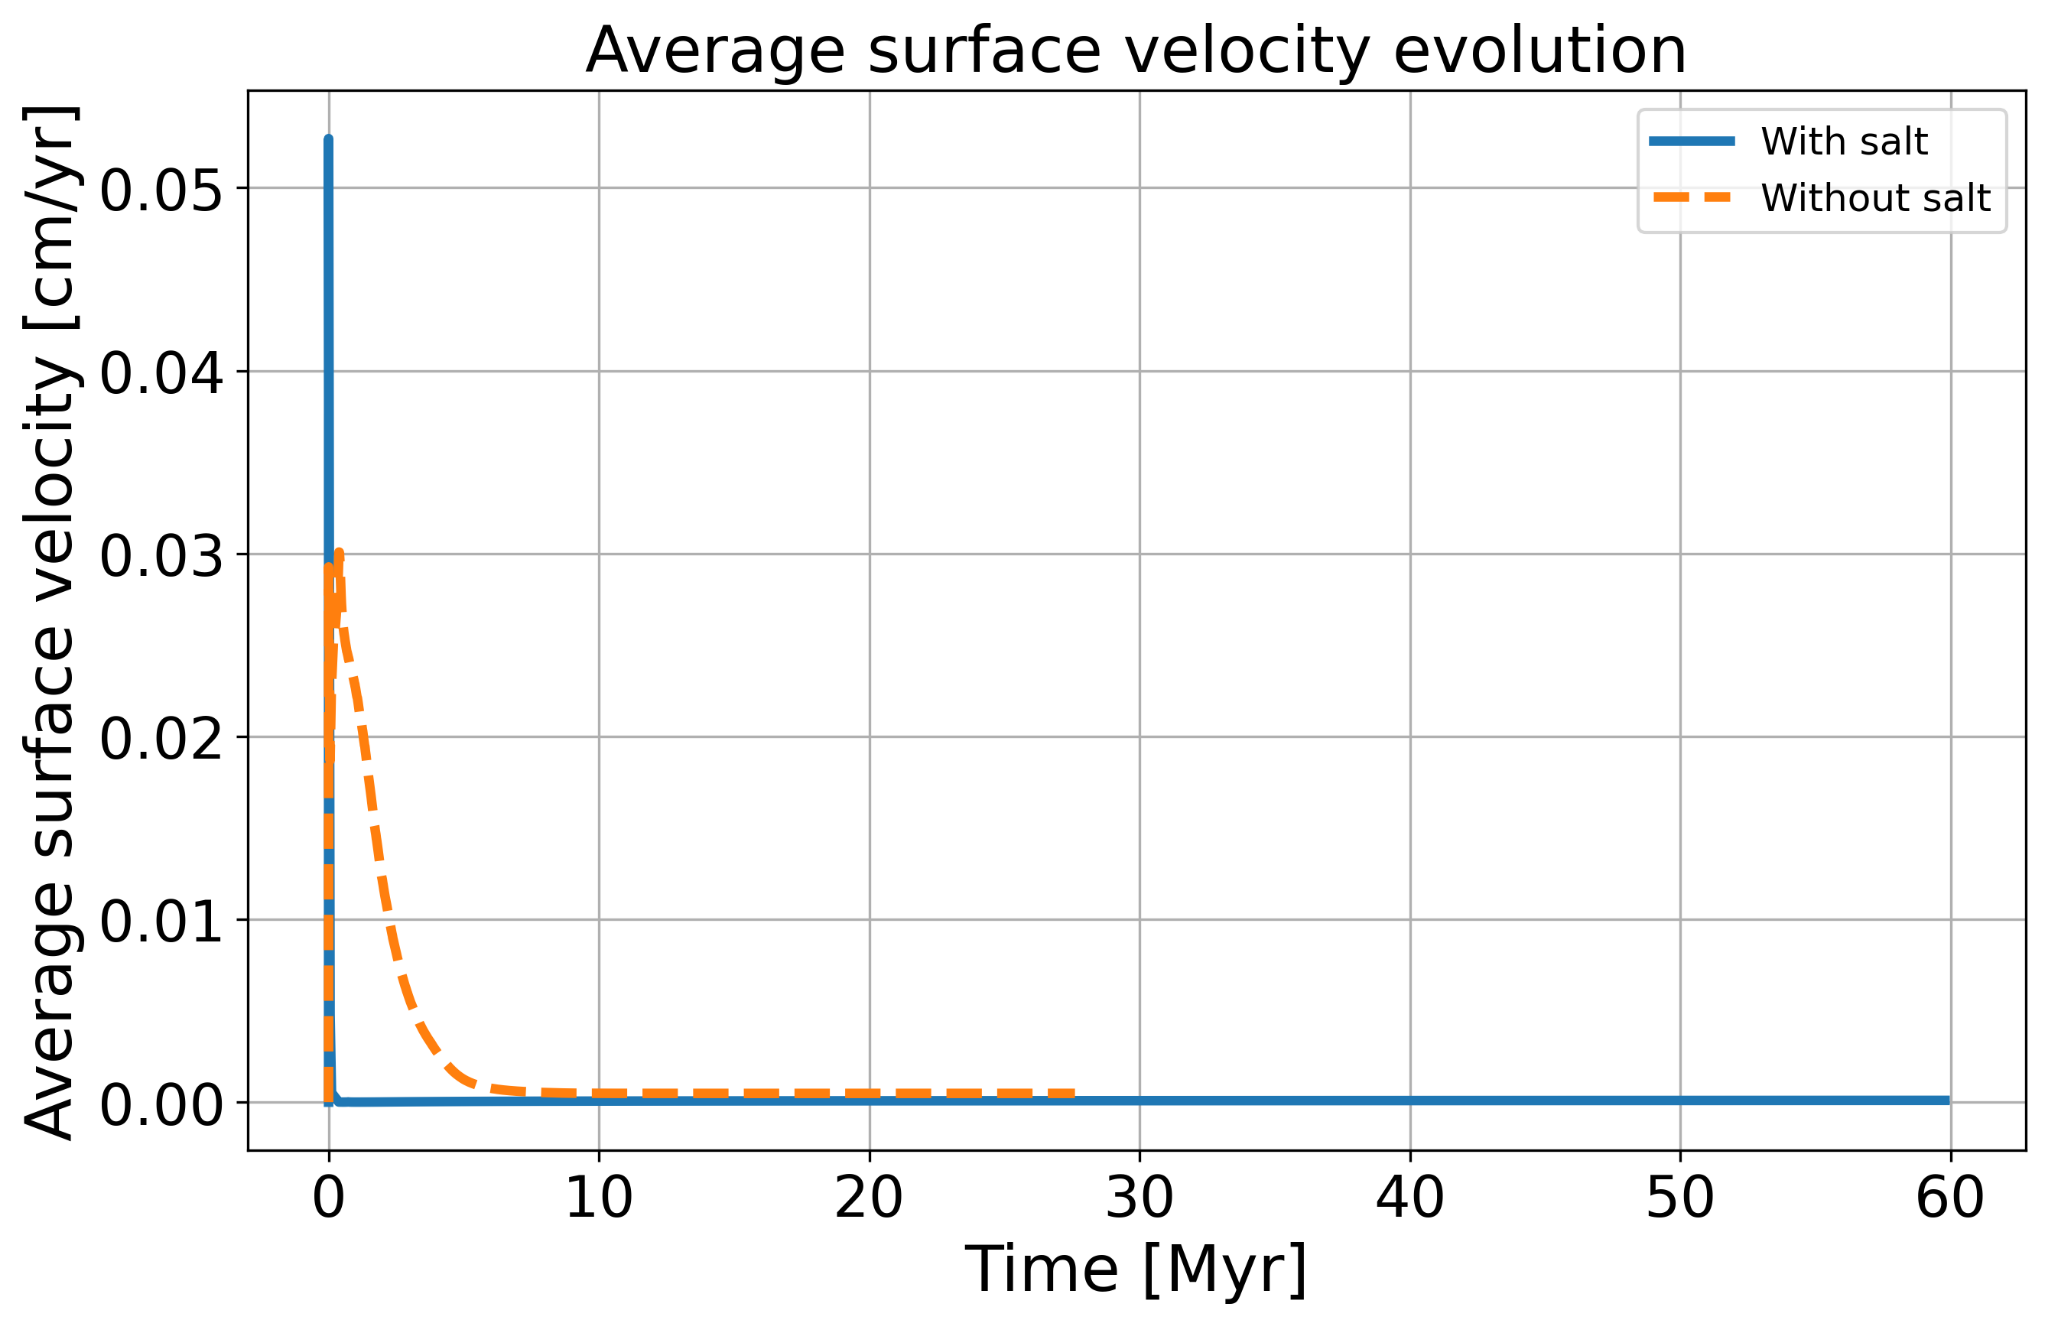 Average surface velocity evolution
Average surface velocity [cm/yr]
0.05
0.04
0.03
0.02
0.01
0.00
With salt
Without salt
0 10 20 30 40 50 60
Time [Myr]